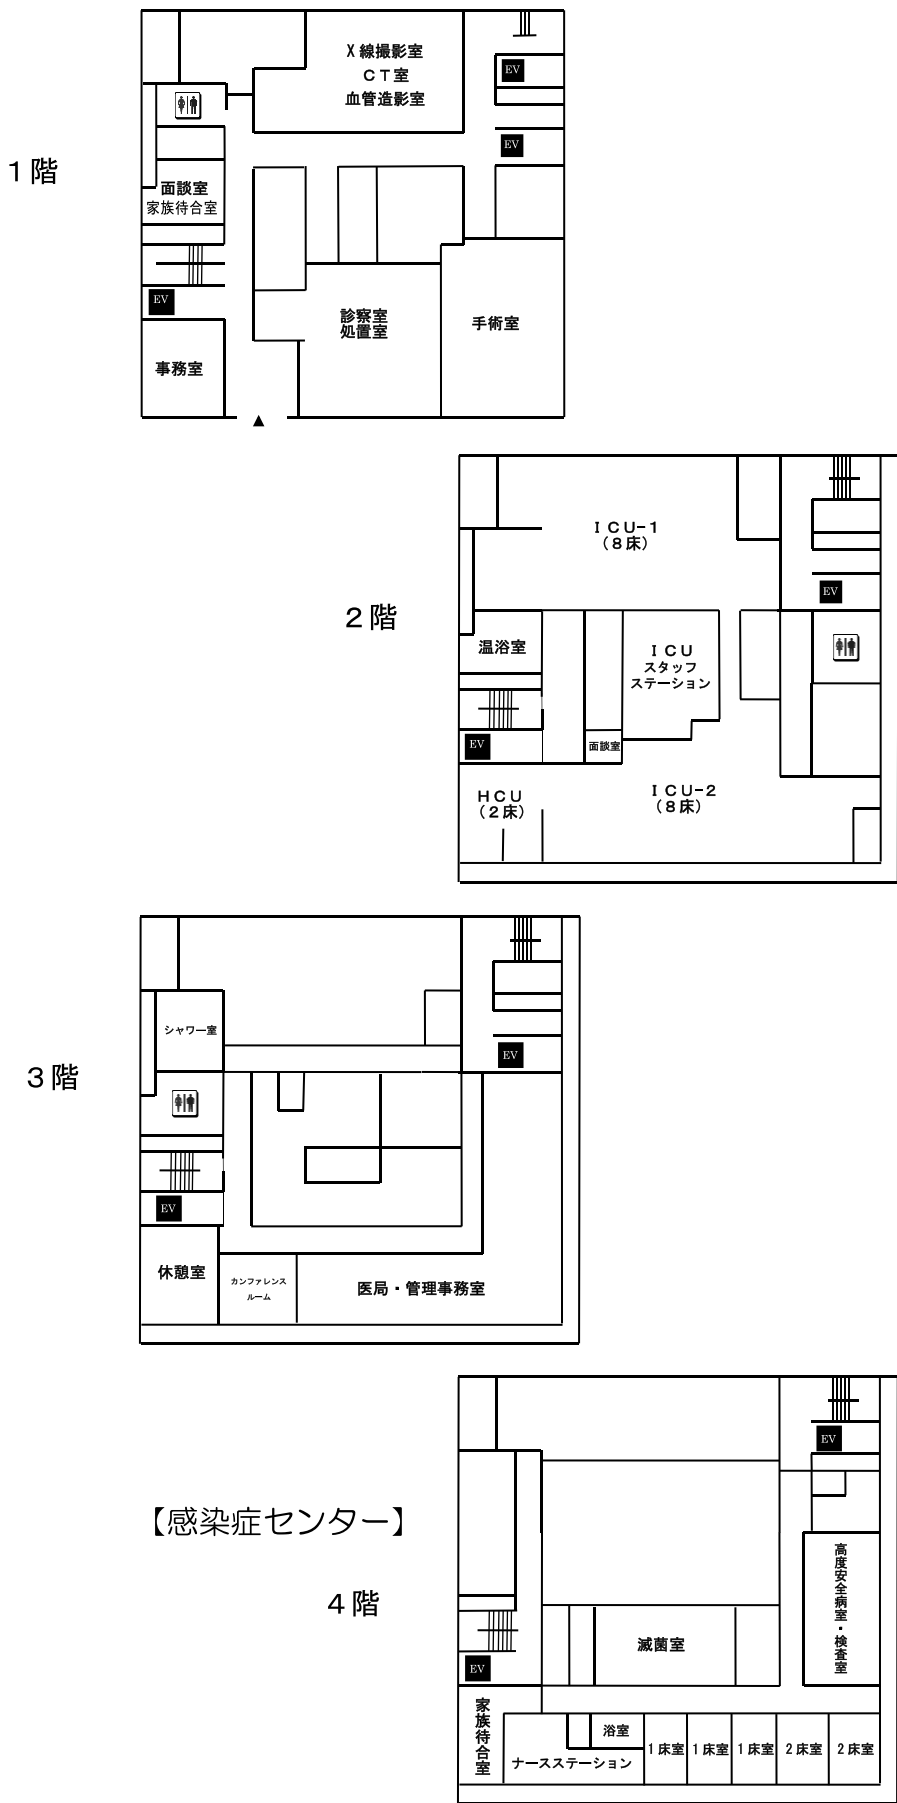 X線撮影室
CT室
血管造影室
EV
EV
1階
面談室
家族待合室
EV
診察室
処置室
手術室
事務室
▲
ICU-1
(8床)
EV
2階
温浴室
ICU
スタッフ
ステーション
EV
面談室
HCU
(2床)
ICU-2
(8床)
シャワー室
EV
3階
EV
休憩室
カンファレンス
ルーム
医局・管理事務室
EV
【感染症センター】
4階
高度安全病室・検査室
滅菌室
EV
家族待合室
浴室
ナースステーション
1床室
1床室
1床室
2床室
2床室